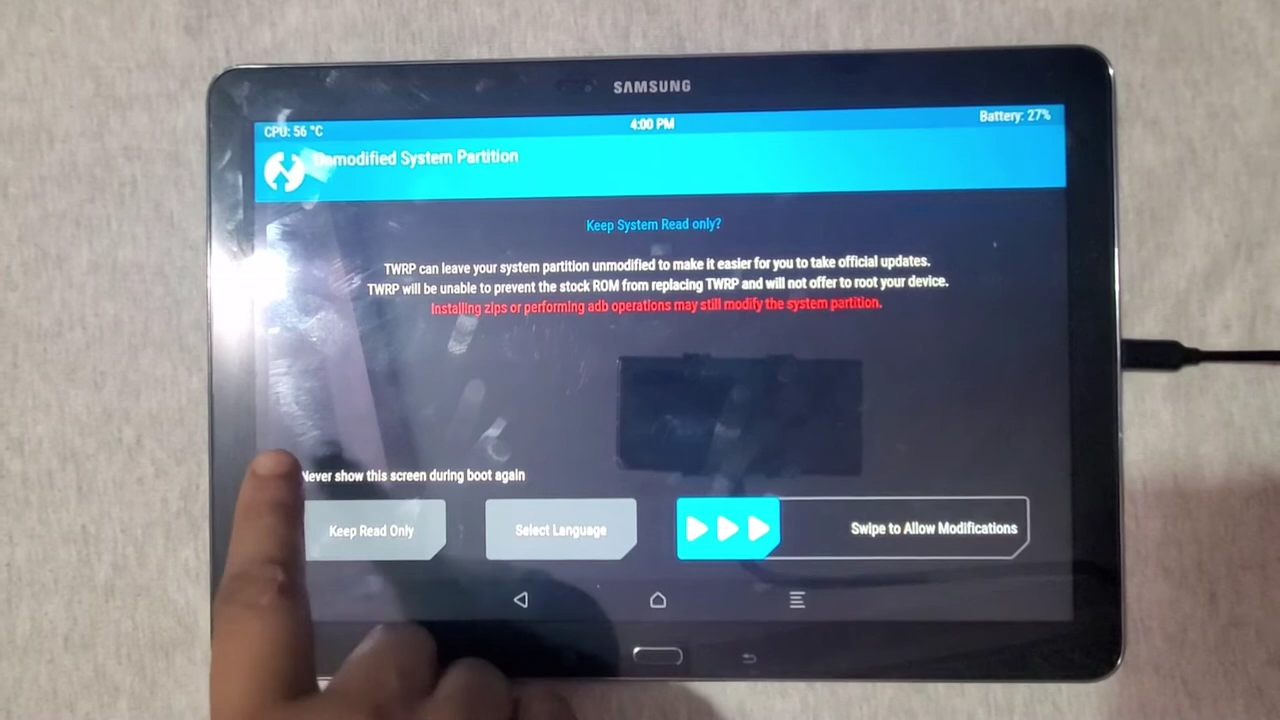 SAMSUNG
CPU: 56 °C
4:00 PM
Battery: 27%
Unmodified System Partition
Keep System Read only?
TWRP can leave your system partition unmodified to make it easier for you to take official updates.
TWRP will be unable to prevent the stock ROM from replacing TWRP and will not offer to root your device.
Installing zips or performing adb operations may still modify the system partition.
Never show this screen during boot again
Keep Read Only
Select Language
Swipe to Allow Modifications